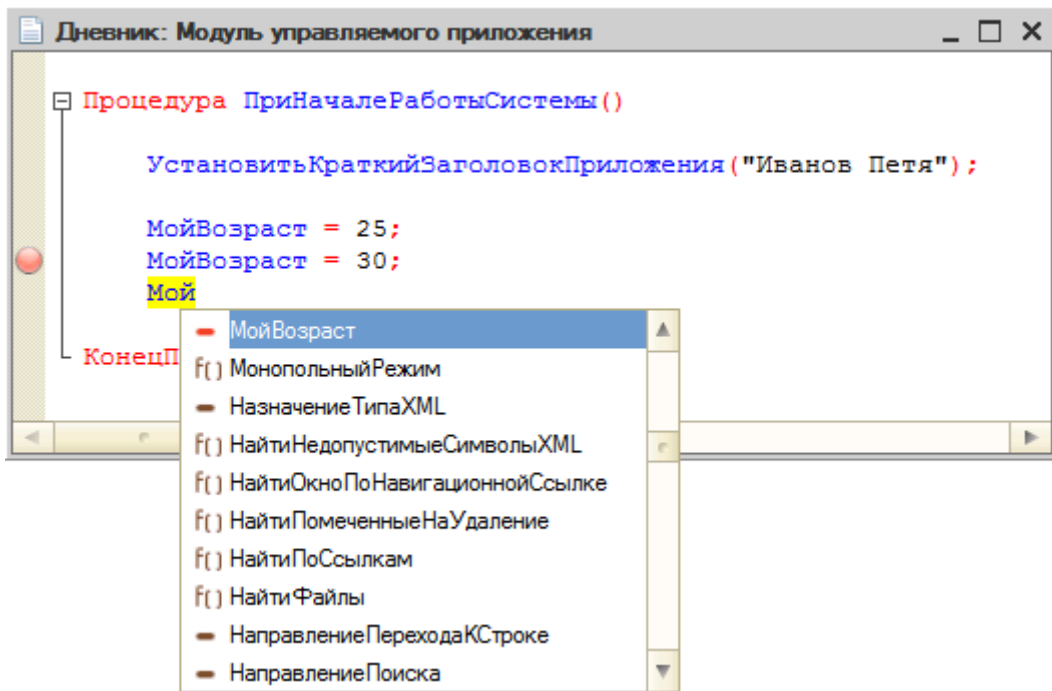 Дневник: Модуль управляемого приложения
Процедура ПриНачалеРаботыСистемы()
УстановитьКраткийЗаголовокПриложения("Иванов Петя");
МойВозраст = 25;
МойВозраст = 30;
Мой
МойВозраст
КонецП
f() МонопольныйРежим
НазначениеТипаXML
f() НайтиНедопустимыеСимволыXML
f() НайтиОкноПоНавигационнойСсылке
f() НайтиПомеченныеНаУдаление
f() НайтиПоСсылкам
f() НайтиФайлы
НаправлениеПереходаКСтроке
НаправлениеПоиска